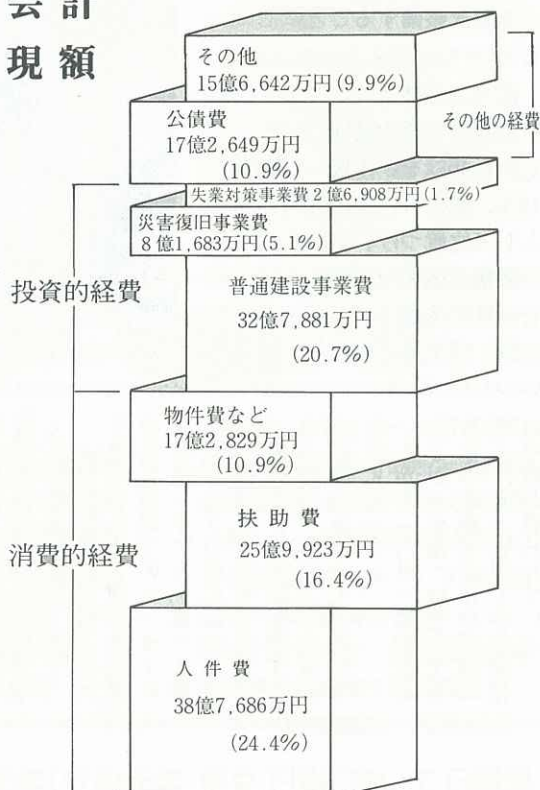 会計
現額
その他
15億6,642万円(9.9%)
その他の経費
公債費
17億2,649万円
(10.9%)
失業対策事業費2億6,908万円(1.7%)
災害復旧事業費
8億1,683万円(5.1%)
投資的経費
普通建設事業費
32億7,881万円
(20.7%)
物件費など
17億2,829万円
(10.9%)
消費的経費
扶助費
25億9,923万円
(16.4%)
人件費
38億7,686万円
(24.4%)